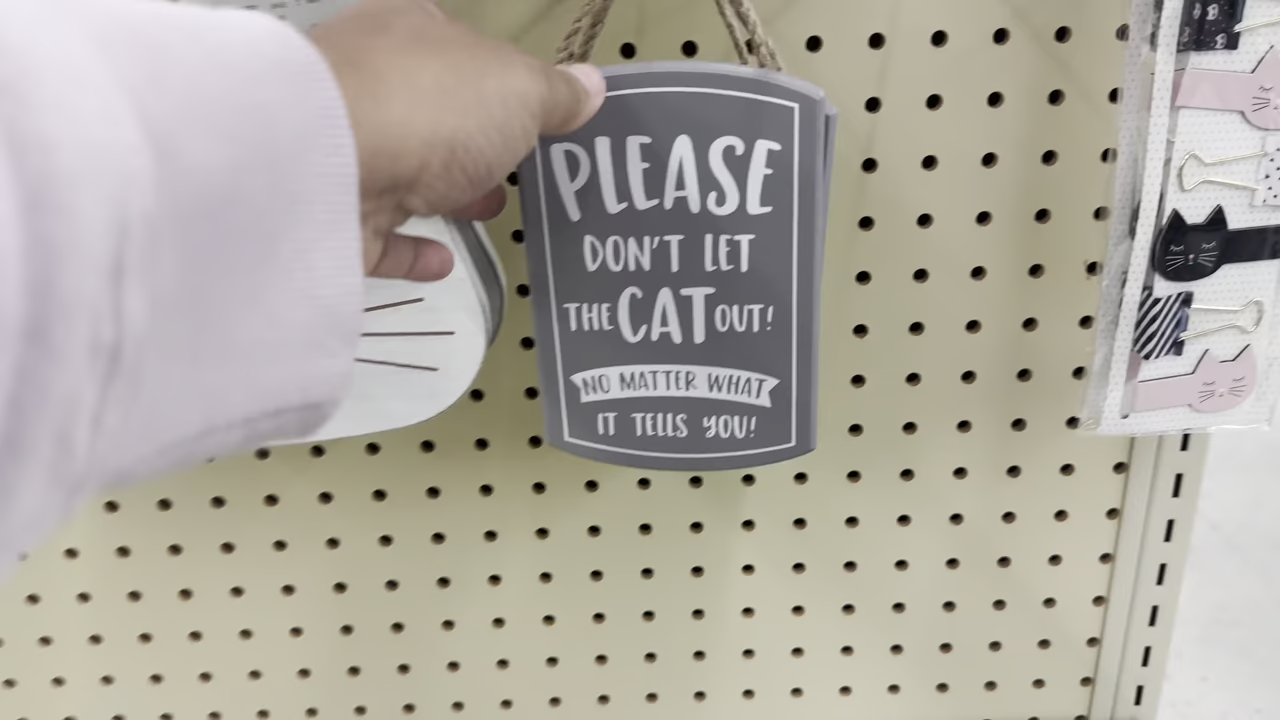 PLEASE
DON'T LET
THE CAT OUT!
NO MATTER WHAT
IT TELLS YOU!